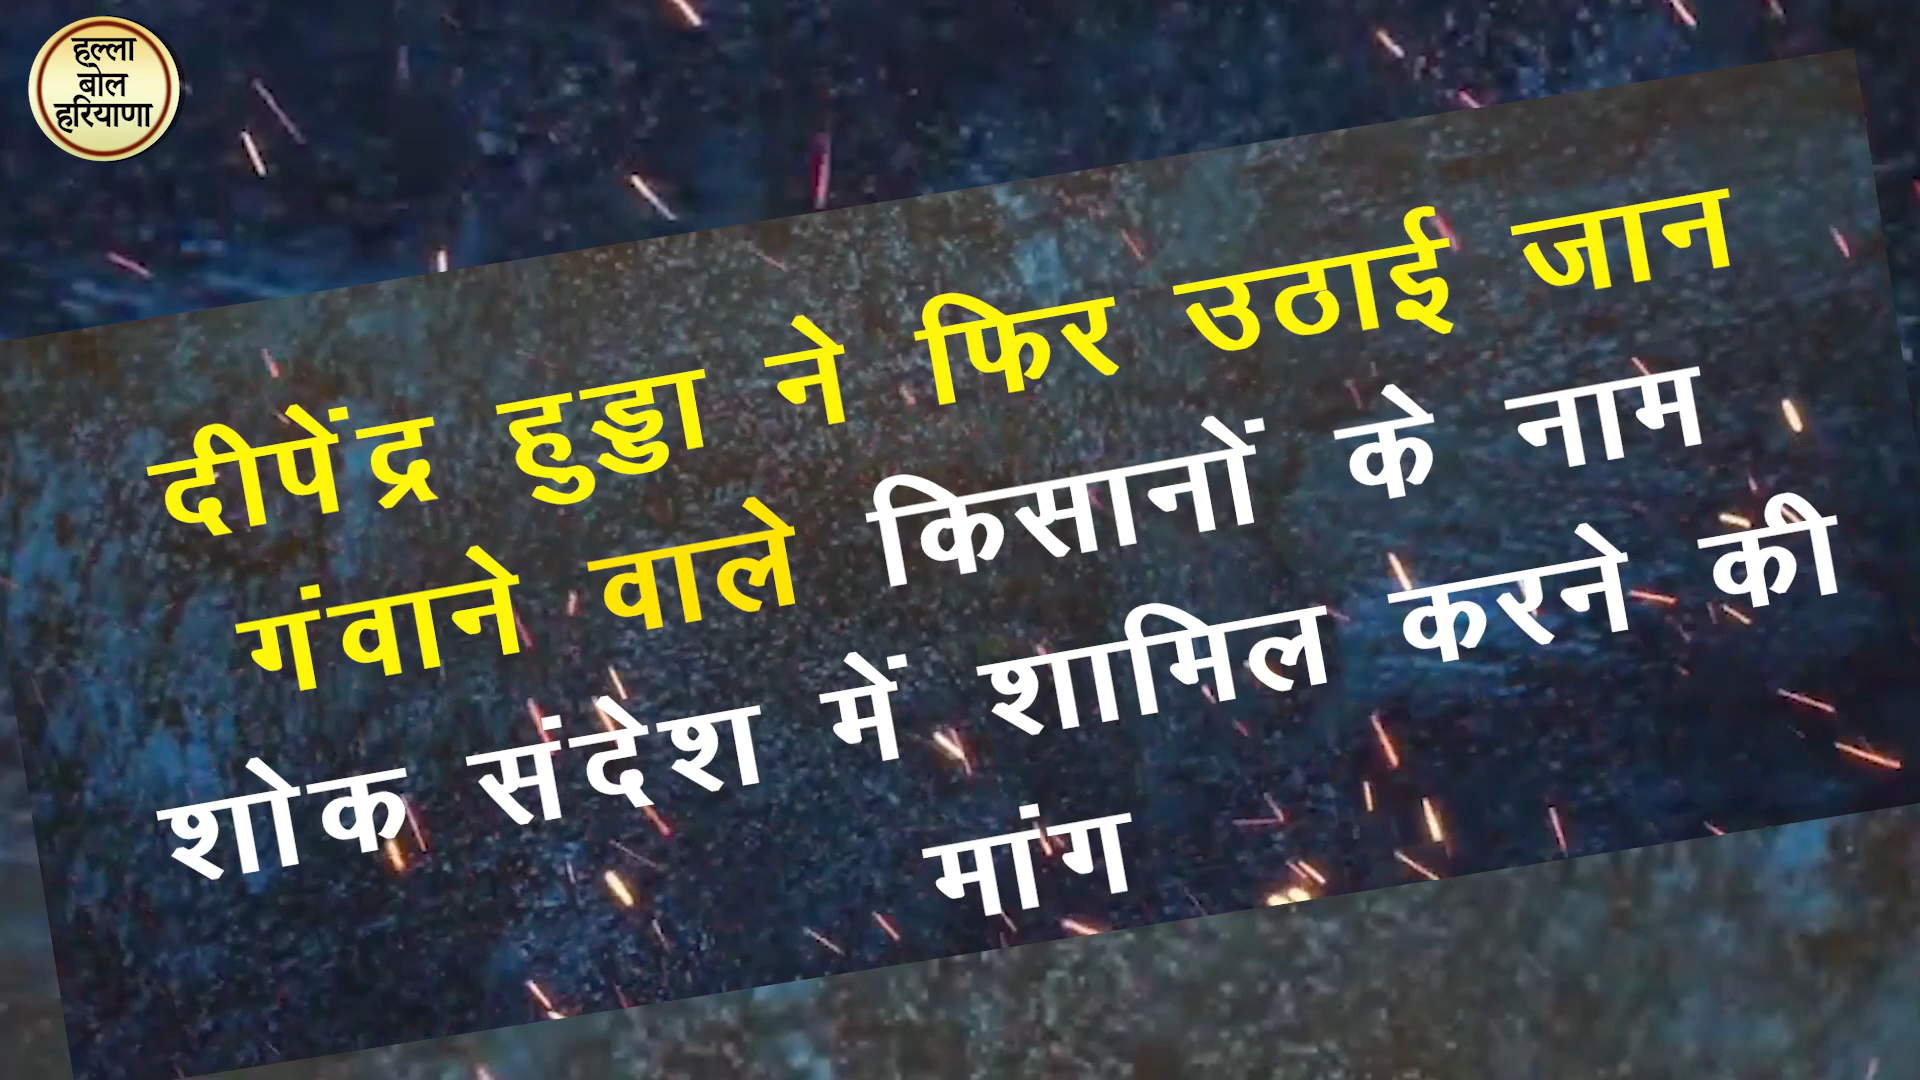 हल्ला
बोल
हरियाणा
दीपेंद्र हुड्डा ने फिर उठाई जान
गंवाने वाले किसानों के नाम
शोक संदेश में शामिल करने की
मांग